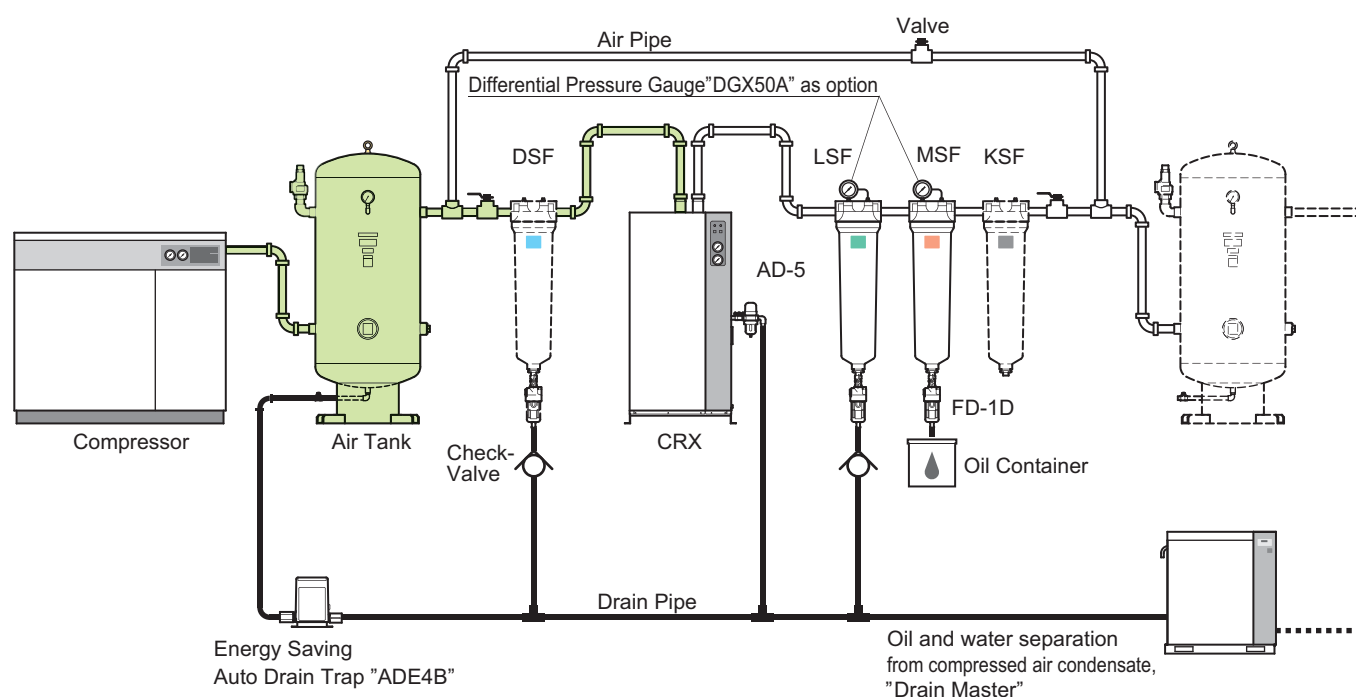 Valve
Air Pipe
Differential Pressure Gauge"DGX50A" as option
DSF
LSF
MSF
KSF
AD-5
FD-1D
Compressor
Air Tank
Check-
Valve
CRX
Oil Container
Drain Pipe
Energy Saving
Auto Drain Trap "ADE4B"
Oil and water separation
from compressed air condensate,
"Drain Master"